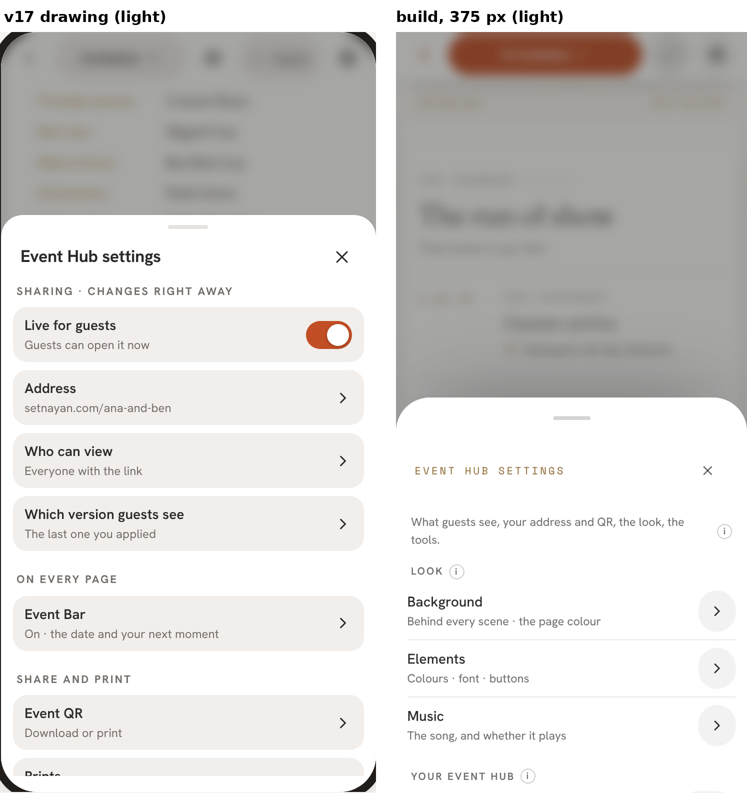 v17 drawing (light)
Event Hub settings
SHARING · CHANGES RIGHT AWAY
Live for guests
Guests can open it now
Address
setnayan.com/ana-and-ben
Who can view
Everyone with the link
Which version guests see
The last one you applied
ON EVERY PAGE
Event Bar
On · the date and your next moment
SHARE AND PRINT
Event QR
Download or print
Prints
build, 375 px (light)
The run of show
EVENT HUB SETTINGS
What guests see, your address and QR, the look, the
tools.
i
LOOK i
Background
Behind every scene · the page colour
Elements
Colours · font · buttons
Music
The song, and whether it plays
YOUR EVENT HUB i